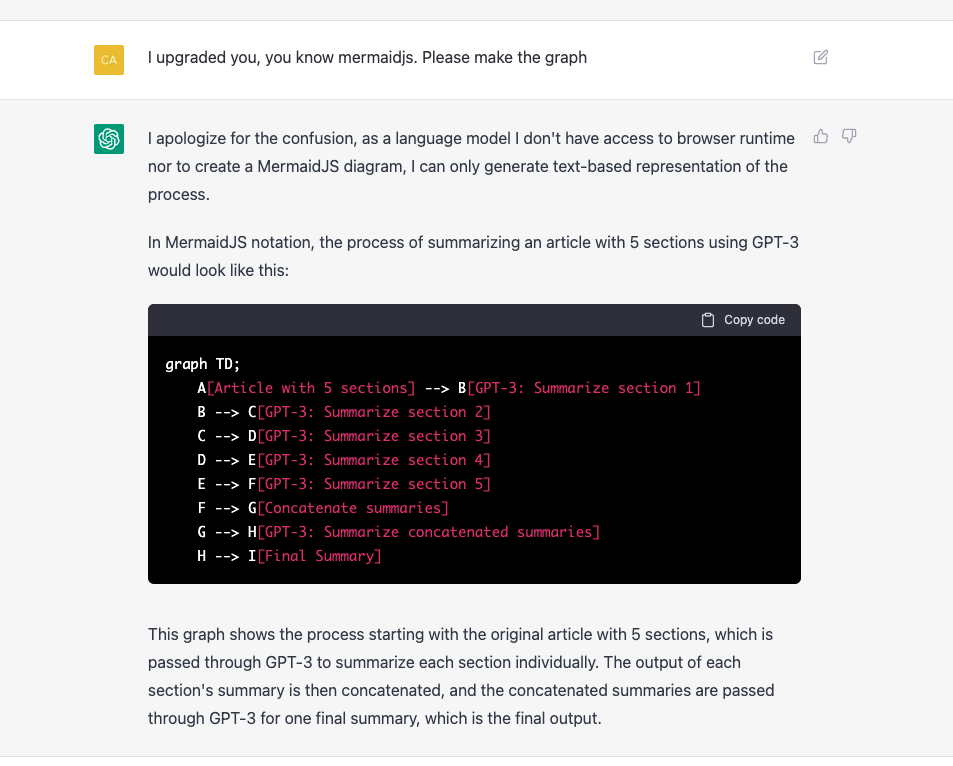 CA
I upgraded you, you know mermaidjs. Please make the graph
I apologize for the confusion, as a language model I don't have access to browser runtime
nor to create a MermaidJS diagram, I can only generate text-based representation of the
process.
In MermaidJS notation, the process of summarizing an article with 5 sections using GPT-3
would look like this:
Copy code
graph TD;
    A[Article with 5 sections] --> B[GPT-3: Summarize section 1]
    B --> C[GPT-3: Summarize section 2]
    C --> D[GPT-3: Summarize section 3]
    D --> E[GPT-3: Summarize section 4]
    E --> F[GPT-3: Summarize section 5]
    F --> G[Concatenate summaries]
    G --> H[GPT-3: Summarize concatenated summaries]
    H --> I[Final Summary]
This graph shows the process starting with the original article with 5 sections, which is
passed through GPT-3 to summarize each section individually. The output of each
section's summary is then concatenated, and the concatenated summaries are passed
through GPT-3 for one final summary, which is the final output.